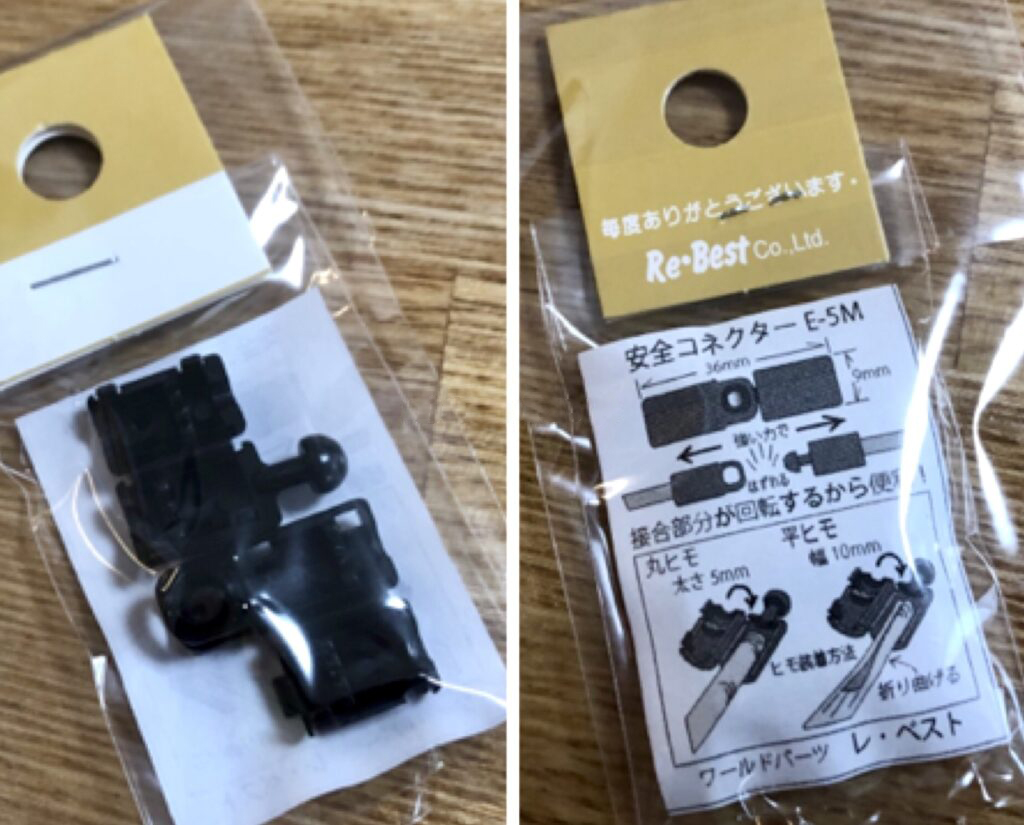 毎度ありがとうございます.
Re・Best Co.,Ltd.
安全コネクター E-5M
36mm
9mm
強い力で
はずれる
接合部分が回転するから便利!
丸ヒモ
太さ 5mm
平ヒモ
幅 10mm
ヒモ装着方法
折り曲げる
ワールドパーツ レ・ベスト